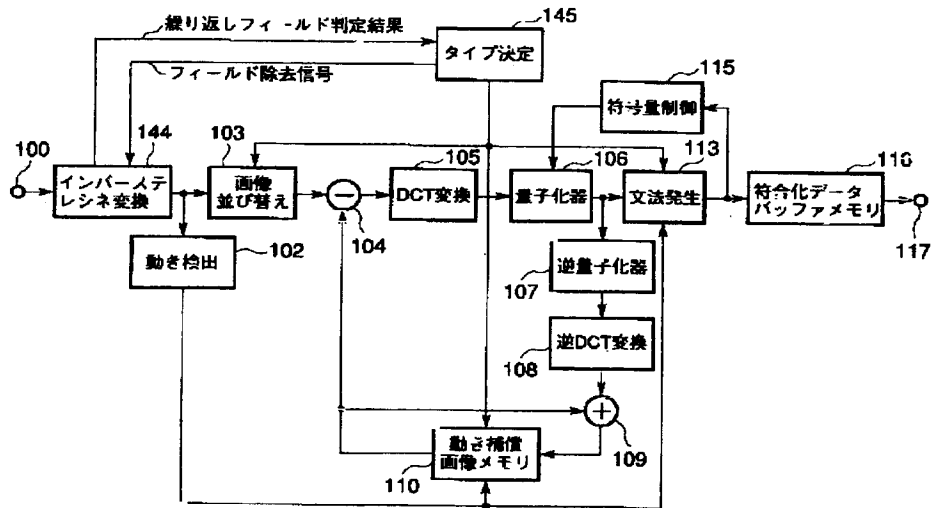 繰り返しフィールド判定結果
145
タイプ決定
フィールド除去信号
115
符号量制御
100
144
103
105
106
113
116
インバーステ
レシネ変換
画像
並び替え
−
104
DCT変換
量子化器
文法発生
符合化データ
バッファメモリ
117
動き検出
102
逆量子化器
107
逆DCT変換
108
+
109
動き補償
画像メモリ
110